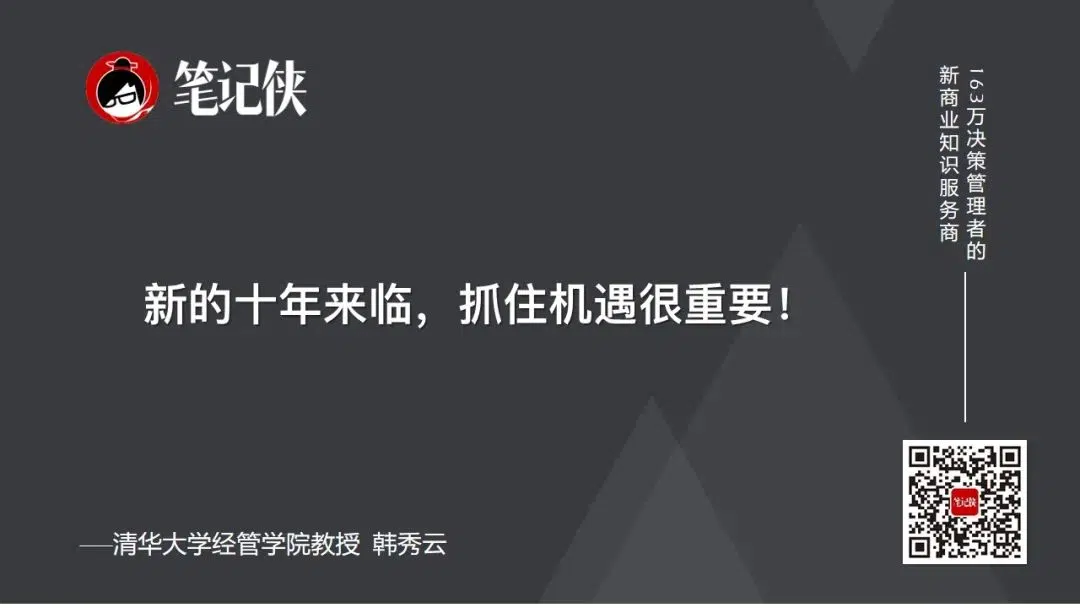 笔记侠
163万决策管理者的
新商业知识服务商
新的十年来临，抓住机遇很重要！
——清华大学经管学院教授 韩秀云
笔记侠